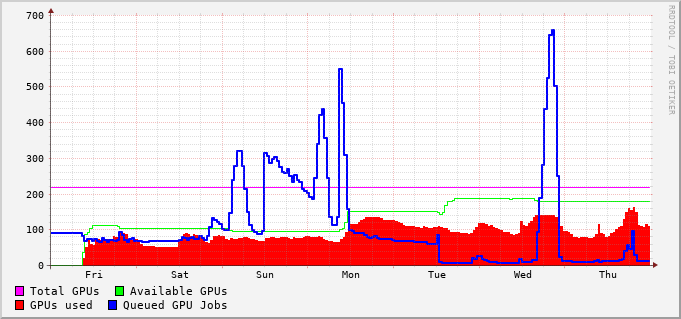 700
600
500
400
300
200
100
0
Fri Sat Sun Mon Tue Wed Thu
Total GPUs Available GPUs
GPUs used Queued GPU Jobs
RRDTOOL / TOBI OETIKER